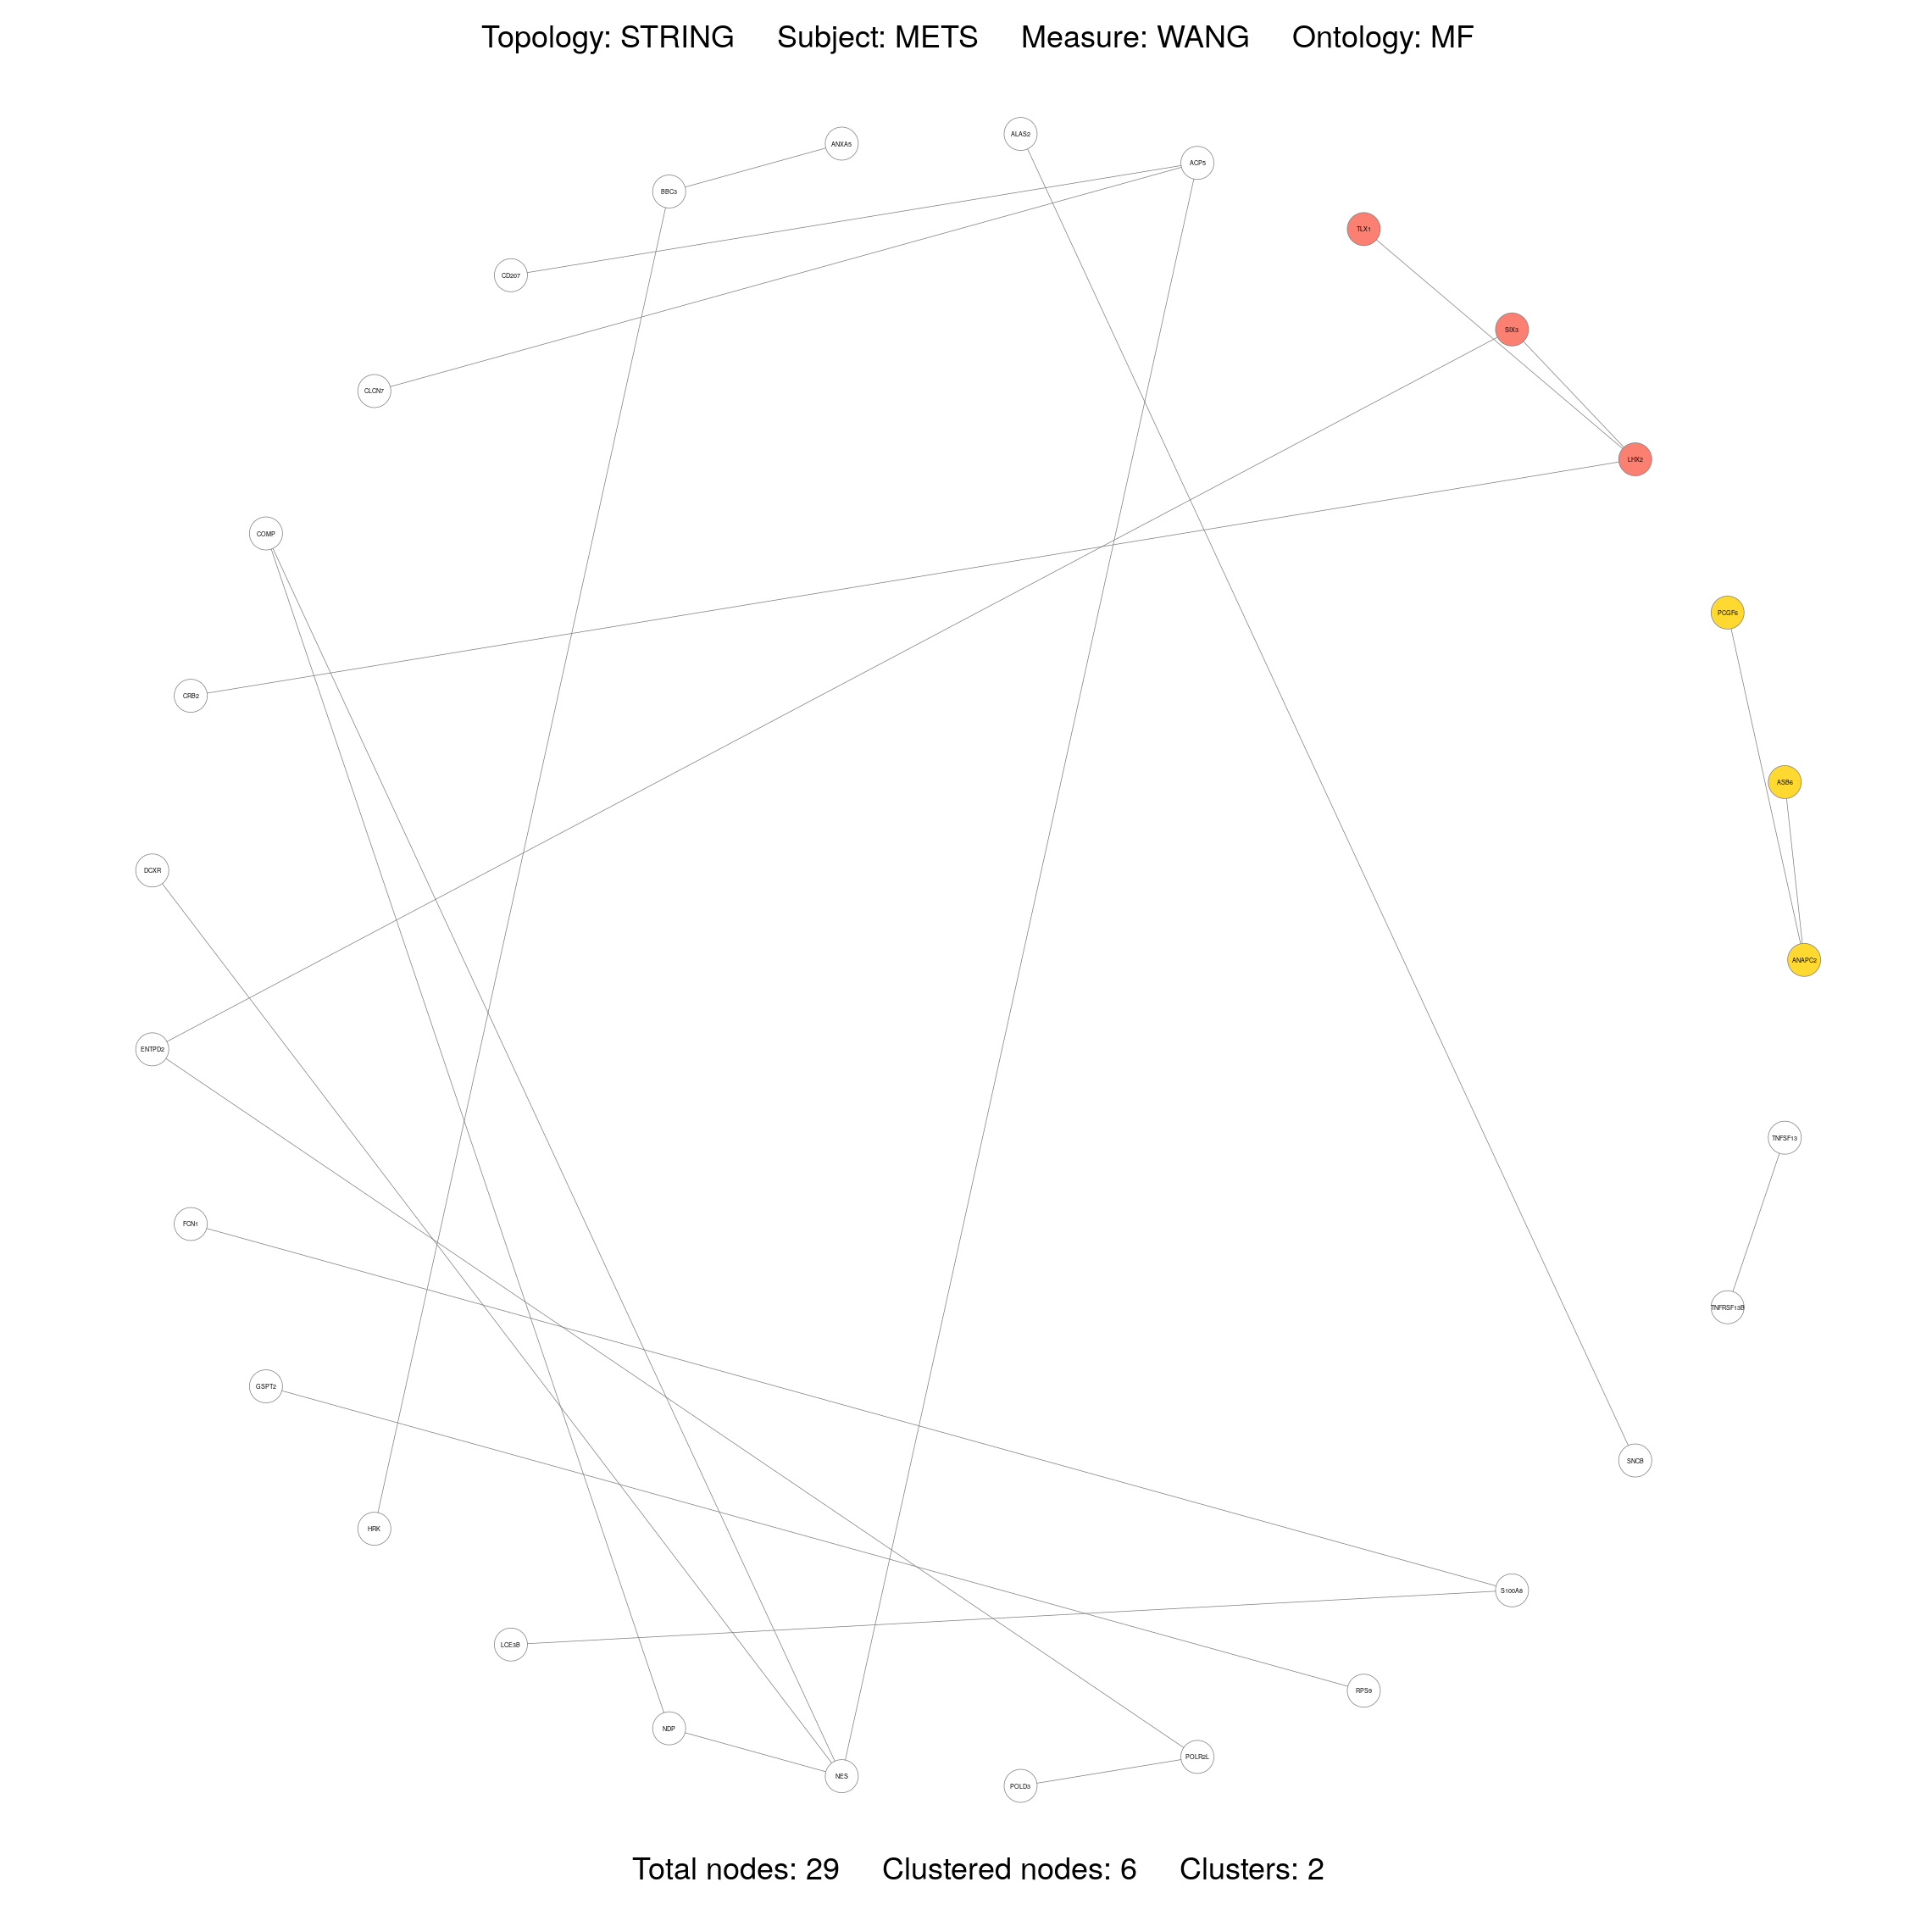 Topology: STRING Subject: METS Measure: WANG Ontology: MF
ALAS2
ANXA5
ACP5
BBC3
TLX1
CD207
SIX3
CLCN7
LHX2
COMP
PCGF6
CRB2
ASB6
DCXR
ANAPC2
ENTPD2
TNFSF13
FCN1
TNFRSF13B
GSPT2
SNCB
HRK
S100A8
LCE3B
RPS9
NDP
POLR2L
NES
POLD3
Total nodes: 29 Clustered nodes: 6 Clusters: 2